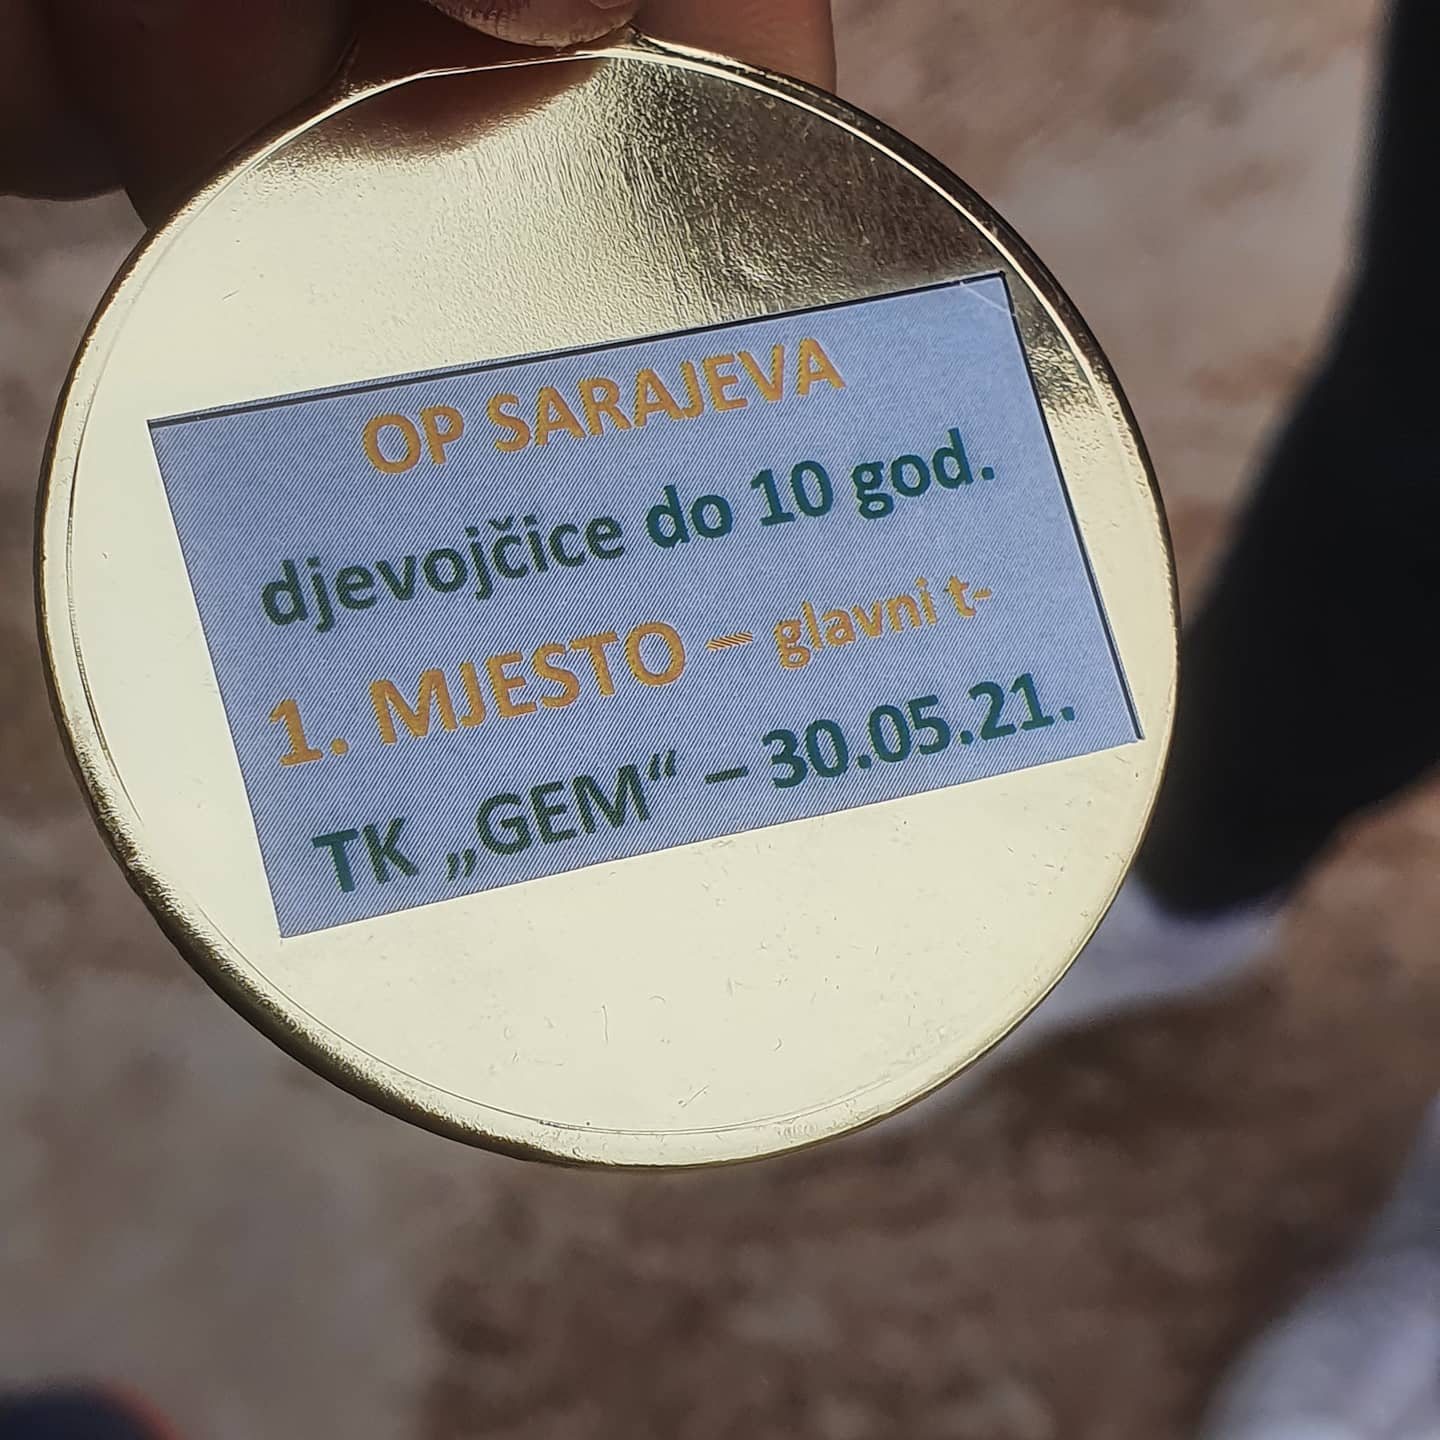 OP SARAJEVA
djevojčice do 10 god.
1. MJESTO – glavni t-
TK „GEM“ – 30.05.21.